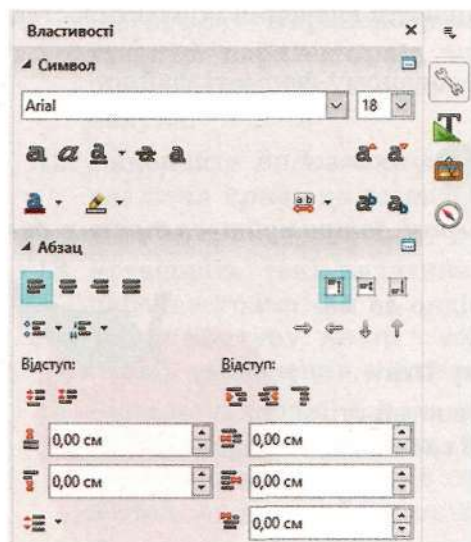 Властивості
Символ
Arial 18
Абзац
Відступ: Відступ:
0,00 см 0,00 см
0,00 см 0,00 см
0,00 см